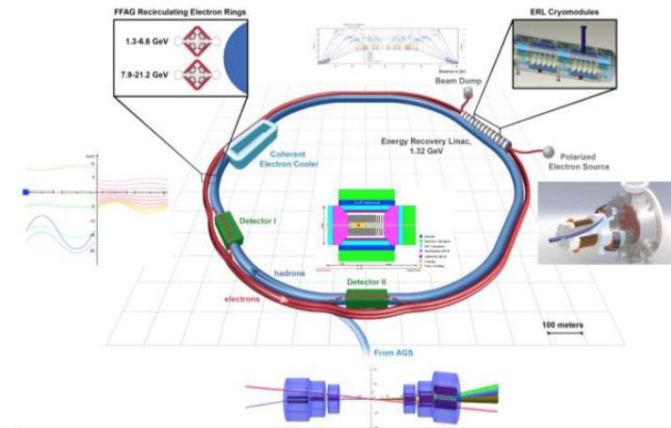 FFAG Recirculating Electron Rings
1.3-6.6 GeV
7.9-21.2 GeV
ERL Cryomodules
Beam Dump
Energy Recovery Linac,
1.32 GeV
Polarized
Electron Source
Coherent
Electron Cooler
Detector I
hadrons
electrons
Detector II
From AGS
100 meters